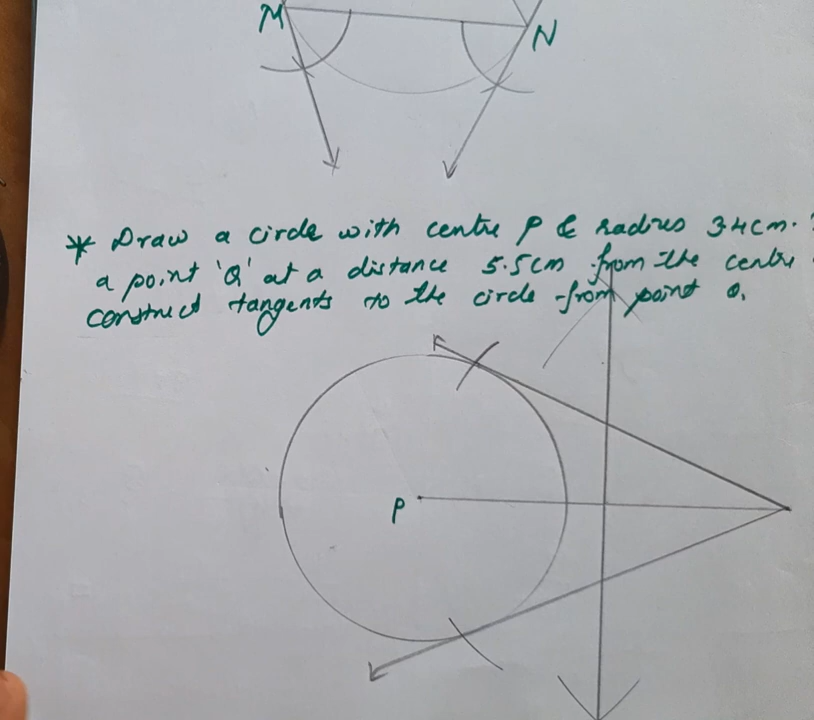 M
N
* Draw a circle with centre P & radius 3.4cm.
a point 'Q' at a distance 5.5cm from the centre
construct tangents to the circle from point Q.
P